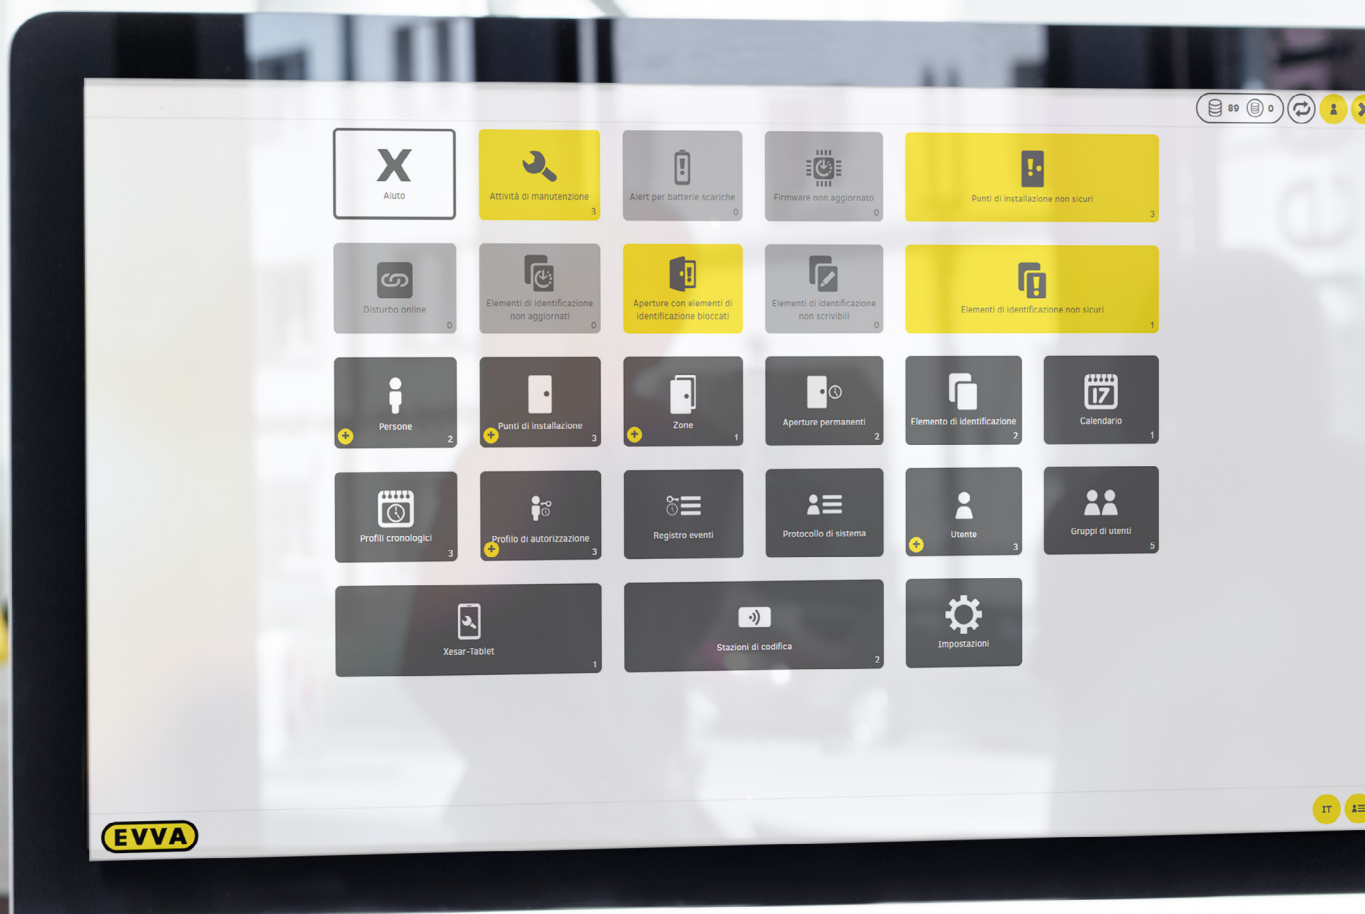 89 0
X
Aiuto
Attività di manutenzione
3
Alert per batterie scariche
0
Firmware non aggiornato
0
Punti di installazione non sicuri
3
Disturbo online
0
Elementi di identificazione
non aggiornati
0
Aperture con elementi di
identificazione bloccati
Elementi di identificazione
non scrivibili
0
Elementi di identificazione non sicuri
1
Persone
2
Punti di installazione
3
Zone
1
Aperture permanenti
2
Elemento di identificazione
2
17
Calendario
1
Profili cronologici
3
Profilo di autorizzazione
3
Registro eventi
Protocollo di sistema
Utente
3
Gruppi di utenti
5
Xesar-Tablet
1
Stazioni di codifica
2
Impostazioni
IT
EVVA